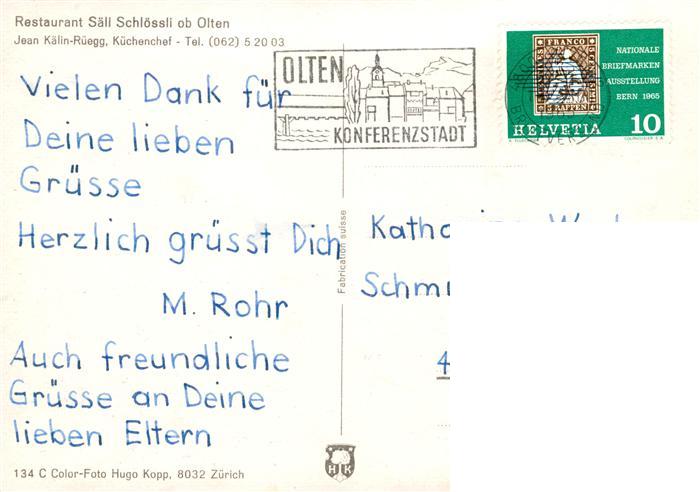 Restaurant Säli Schlössli ob Olten
Jean Kälin-Rüegg, Küchenchef - Tel. (062) 5 20 03
Vielen Dank für
Deine lieben
Grüsse
Herzlich grüsst Dich
M. Rohr
Auch freundliche
Grüsse an Deine
lieben Eltern
134 C Color-Foto Hugo Kopp, 8032 Zürich
Fabrication suisse
HK
OLTEN
KONFERENZSTADT
FRANCO
5 RAPPEN
NATIONALE
BRIEFMARKEN
AUSSTELLUNG
BERN 1965
HELVETIA 10
4